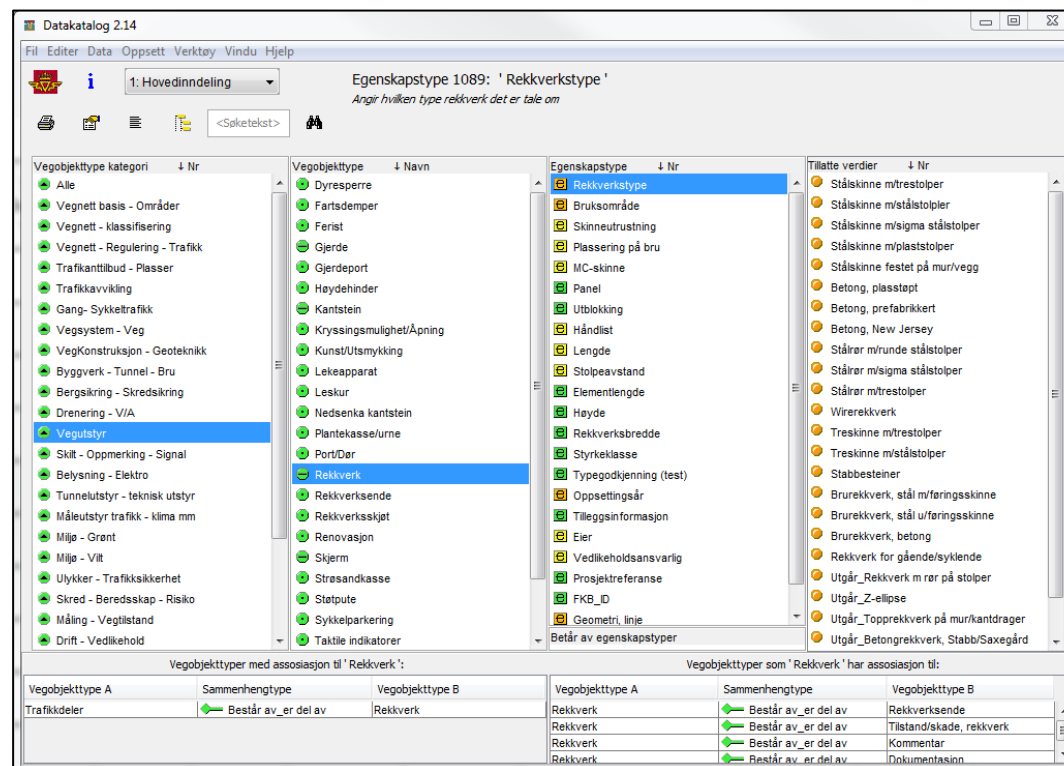 Datakatalog 2.14
Fil Editer Data Oppsett Verktøy Vindu Hjelp
i
1: Hovedinndeling
Egenskapstype 1089: ' Rekkverkstype '
Angir hvilken type rekkverk det er tale om
<Søketekst>
Vegobjekttype kategori ↓ Nr
Alle
Vegnett basis - Områder
Vegnett - klassifisering
Vegnett - Regulering - Trafikk
Trafikanttilbud - Plasser
Trafikkavvikling
Gang- Sykkeltrafikk
Vegsystem - Veg
VegKonstruksjon - Geoteknikk
Byggverk - Tunnel - Bru
Bergsikring - Skredsikring
Drenering - V/A
Vegutstyr
Skilt - Oppmerking - Signal
Belysning - Elektro
Tunnelutstyr - teknisk utstyr
Måleutstyr trafikk - klima mm
Miljø - Grønt
Miljø - Vilt
Ulykker - Trafikksikkerhet
Skred - Beredsskap - Risiko
Måling - Vegtilstand
Drift - Vedlikehold
Vegobjekttype ↓ Navn
Dyresperre
Fartsdemper
Ferist
Gjerde
Gjerdeport
Høydehinder
Kantstein
Kryssingsmulighet/Åpning
Kunst/Utsmykking
Lekeapparat
Leskur
Nedsenka kantstein
Plantekasse/urne
Port/Dør
Rekkverk
Rekkverksende
Rekkverksskjøt
Renovasjon
Skjerm
Strøsandkasse
Støtpute
Sykkelparkering
Taktile indikatorer
Egenskapstype ↓ Nr
Rekkverkstype
Bruksområde
Skinneutrustning
Plassering på bru
MC-skinne
Panel
Utblokking
Håndlist
Lengde
Stolpeavstand
Elementlengde
Høyde
Rekkverksbredde
Styrkeklasse
Typegodkjenning (test)
Oppsettingsår
Tilleggsinformasjon
Eier
Vedlikeholdsansvarlig
Prosjektreferanse
FKB_ID
Geometri, linje
Betår av egenskapstyper
Tillatte verdier ↓ Nr
Stålskinne m/trestolper
Stålskinne m/stålstolpler
Stålskinne m/sigma stålstolper
Stålskinne m/plaststolper
Stålskinne festet på mur/vegg
Betong, plasstøpt
Betong, prefabrikkert
Betong, New Jersey
Stålrør m/runde stålstolper
Stålrør m/sigma stålstolper
Stålrør m/trestolper
Wirerekkverk
Treskinne m/trestolper
Treskinne m/stålstolper
Stabbesteiner
Brurekkverk, stål m/føringsskinne
Brurekkverk, stål u/føringsskinne
Brurekkverk, betong
Rekkverk for gående/syklende
Utgår_Rekkverk m rør på stolper
Utgår_Z-ellipse
Utgår_Topprekkverk på mur/kantdrager
Utgår_Betongrekkverk, Stabb/Saxegård
Vegobjekttyper med assosiasjon til ' Rekkverk ':
Vegobjekttype A Sammenhengtype Vegobjekttype B
Trafikkdeler Består av_er del av Rekkverk
Vegobjekttyper som ' Rekkverk ' har assosiasjon til:
Vegobjekttype A Sammenhengtype Vegobjekttype B
Rekkverk Består av_er del av Rekkverksende
Rekkverk Består av_er del av Tilstand/skade, rekkverk
Rekkverk Består av_er del av Kommentar
Rekkverk Består av_er del av Dokumentasjon